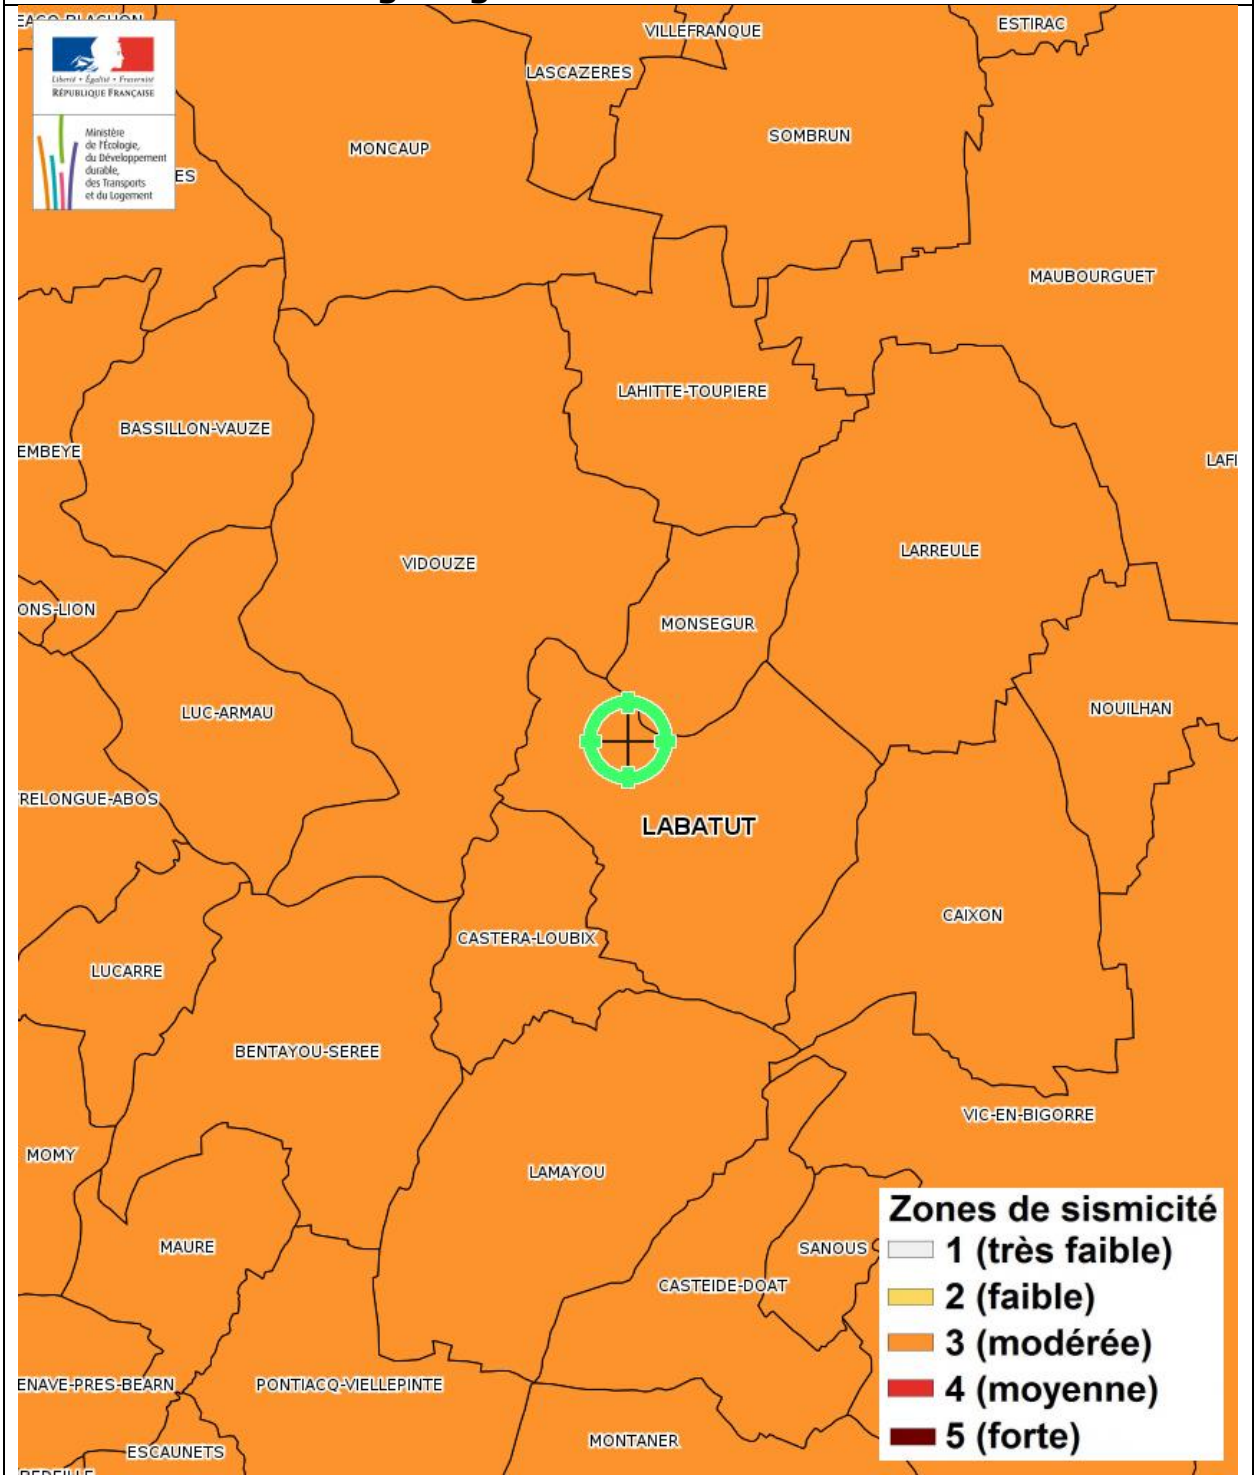 VILLEFRANQUE
ESTIRAC
Liberté • Égalité • Fraternité
RÉPUBLIQUE FRANÇAISE
LASCAZERES
Ministère
de l'Écologie,
du Développement
durable,
des Transports
et du Logement
ES
MONCAUP
SOMBRUN
MAUBOURGUET
LAHITTE-TOUPIERE
BASSILLON-VAUZE
EMBEYE
LAFI
VIDOUZE
LARREULE
ONS-LION
MONSEGUR
LUC-ARMAU
NOUILHAN
RELONGUE-ABOS
LABATUT
CASTERA-LOUBIX
CAIXON
LUCARRE
BENTAYOU-SEREE
VIC-EN-BIGORRE
MOMY
LAMAYOU
MAURE
SANOUS
CASTEIDE-DOAT
ENAVE-PRES-BEARN
PONTIACQ-VIELLEPINTE
ESCAUNETS
MONTANER
Zones de sismicité
1 (très faible)
2 (faible)
3 (modérée)
4 (moyenne)
5 (forte)